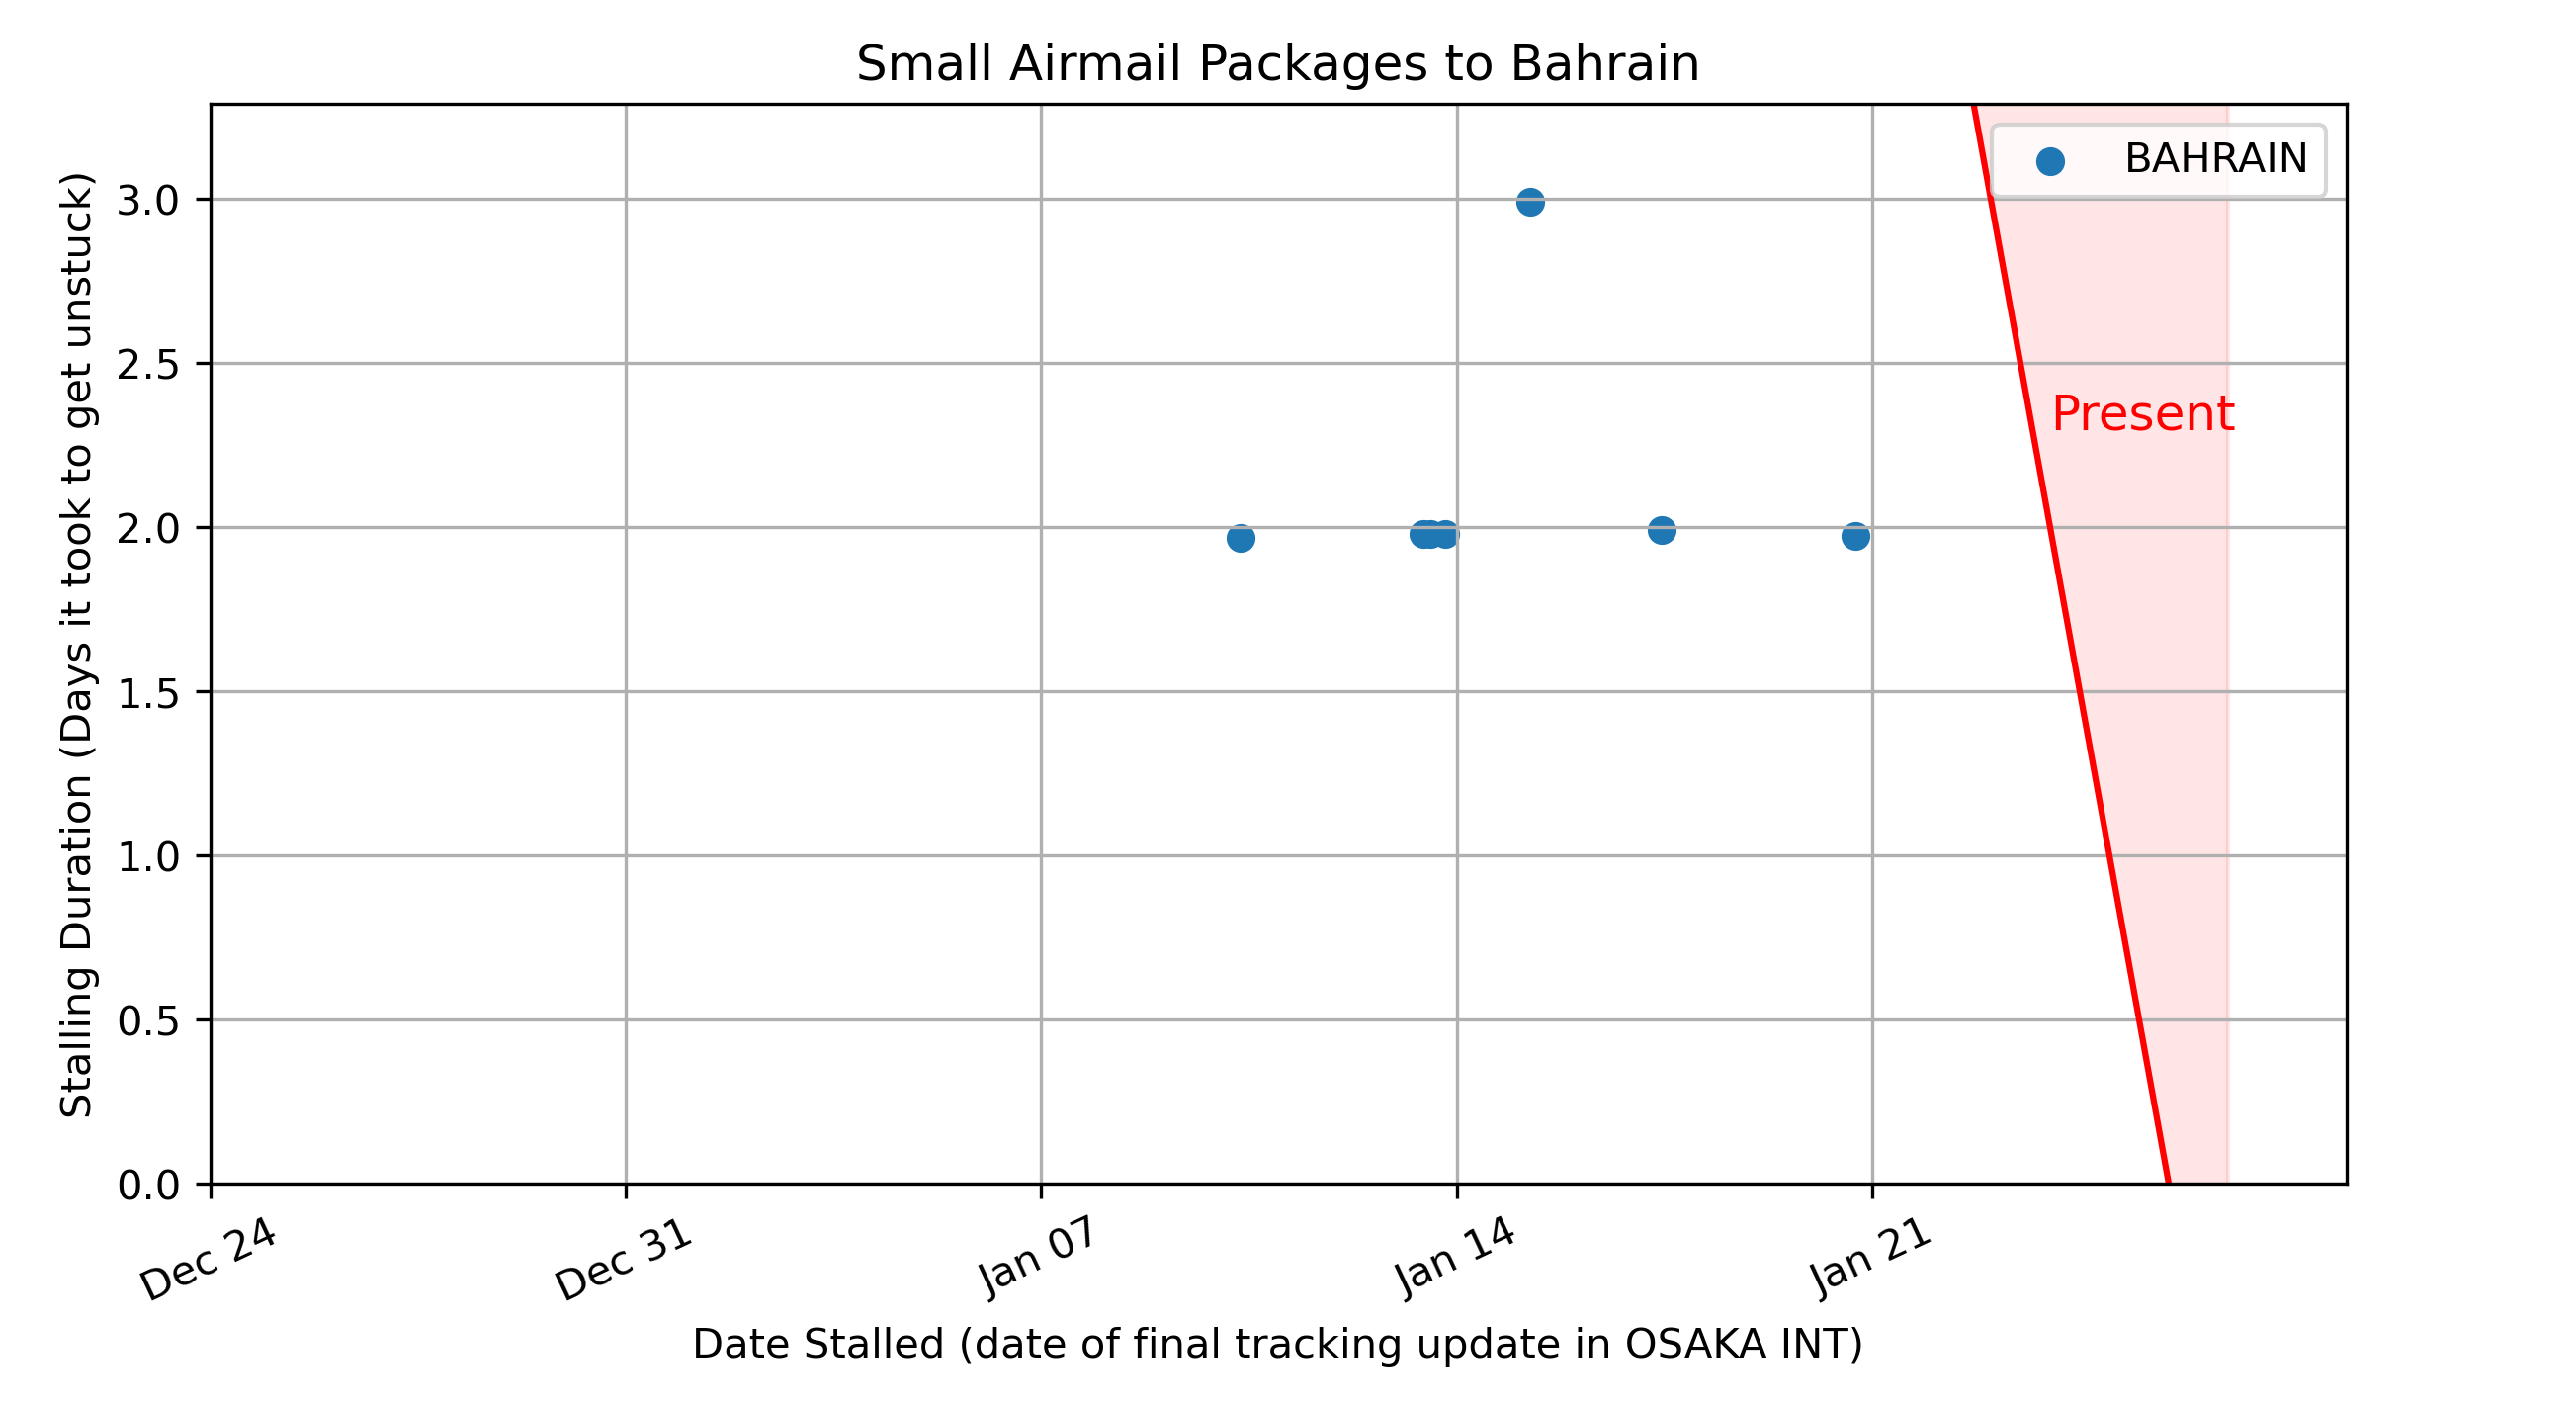 Small Airmail Packages to Bahrain
BAHRAIN
Present
Stalling Duration (Days it took to get unstuck)
3.0
2.5
2.0
1.5
1.0
0.5
0.0
Dec 24
Dec 31
Jan 07
Jan 14
Jan 21
Date Stalled (date of final tracking update in OSAKA INT)